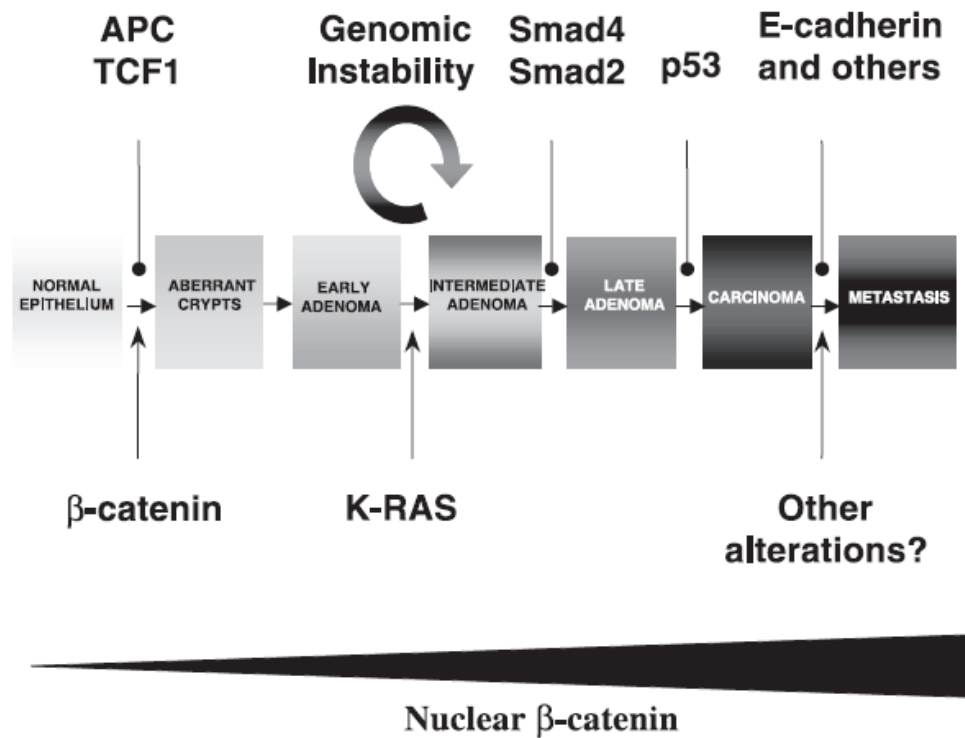 APC
TCF1
Genomic
Instability
Smad4
Smad2
p53
E-cadherin
and others
NORMAL
EPITHELIUM
ABERRANT
CRYPTS
EARLY
ADENOMA
INTERMEDIATE
ADENOMA
LATE
ADENOMA
CARCINOMA
METASTASIS
β-catenin
K-RAS
Other
alterations?
Nuclear β-catenin